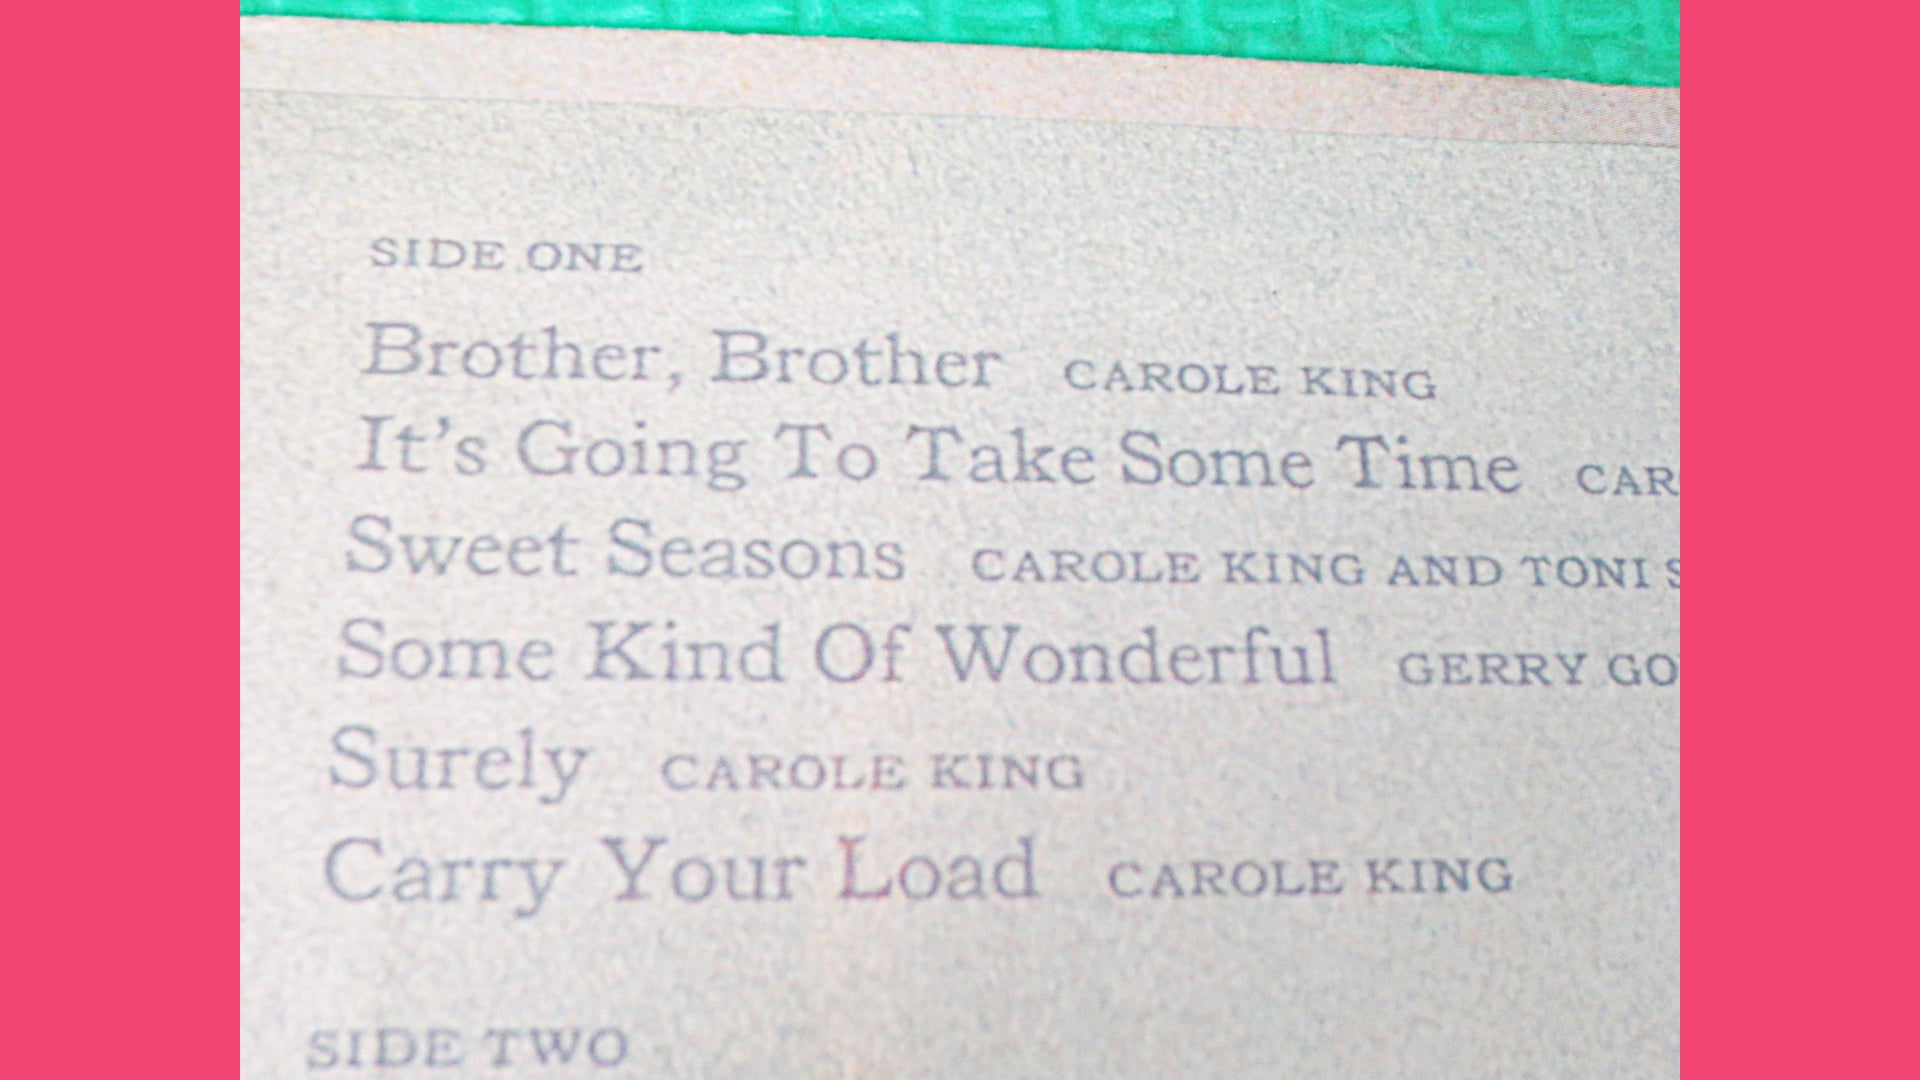 SIDE ONE
Brother, Brother CAROLE KING
It's Going To Take Some Time CAR
Sweet Seasons CAROLE KING AND TONI S
Some Kind Of Wonderful GERRY GO
Surely CAROLE KING
Carry Your Load CAROLE KING
SIDE TWO